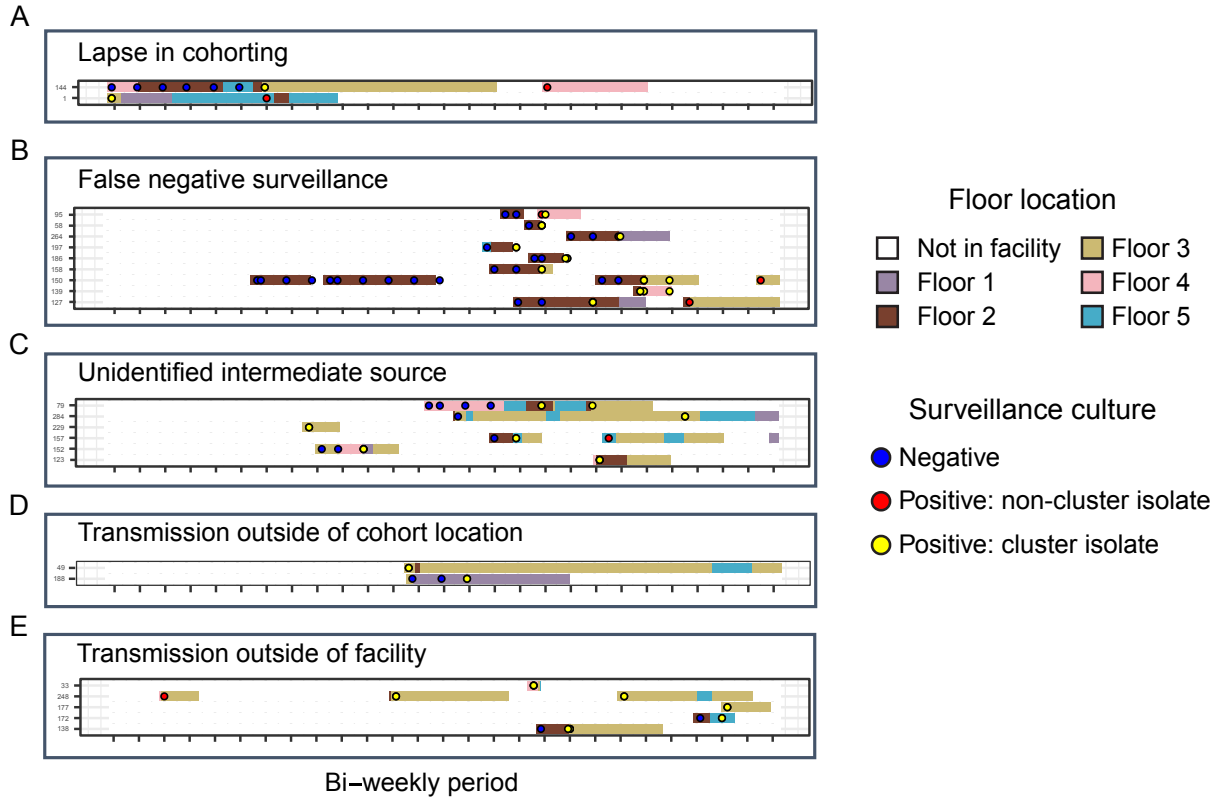 A
Lapse in cohorting
144
1
B
False negative surveillance
95
58
264
197
186
158
150
139
127
C
Unidentified intermediate source
79
284
229
157
152
123
D
Transmission outside of cohort location
49
188
E
Transmission outside of facility
33
248
177
172
138
Bi–weekly period
Floor location
Not in facility
Floor 3
Floor 1
Floor 4
Floor 2
Floor 5
Surveillance culture
Negative
Positive: non-cluster isolate
Positive: cluster isolate